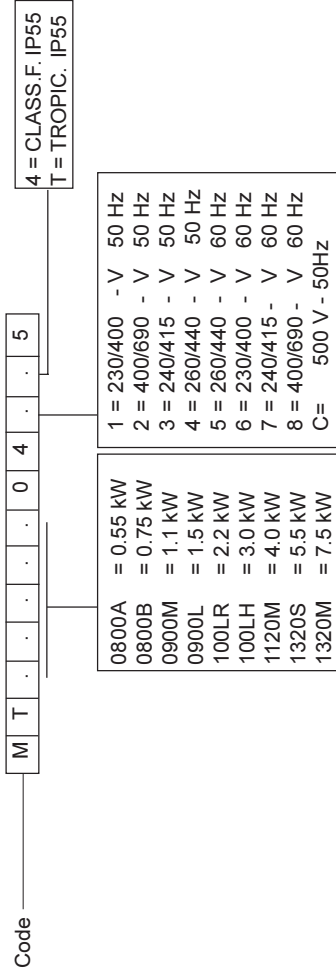 Code
M T . . . . . 0 4 . . 5
4 = CLASS.F. IP55
T = TROPIC. IP55
0800A = 0.55 kW
0800B = 0.75 kW
0900M = 1.1 kW
0900L = 1.5 kW
100LR = 2.2 kW
100LH = 3.0 kW
1120M = 4.0 kW
1320S = 5.5 kW
1320M = 7.5 kW
1 = 230/400 - V 50 Hz
2 = 400/690 - V 50 Hz
3 = 240/415 - V 50 Hz
4 = 260/440 - V 50 Hz
5 = 260/440 - V 60 Hz
6 = 230/400 - V 60 Hz
7 = 240/415 - V 60 Hz
8 = 400/690 - V 60 Hz
C= 500 V - 50Hz